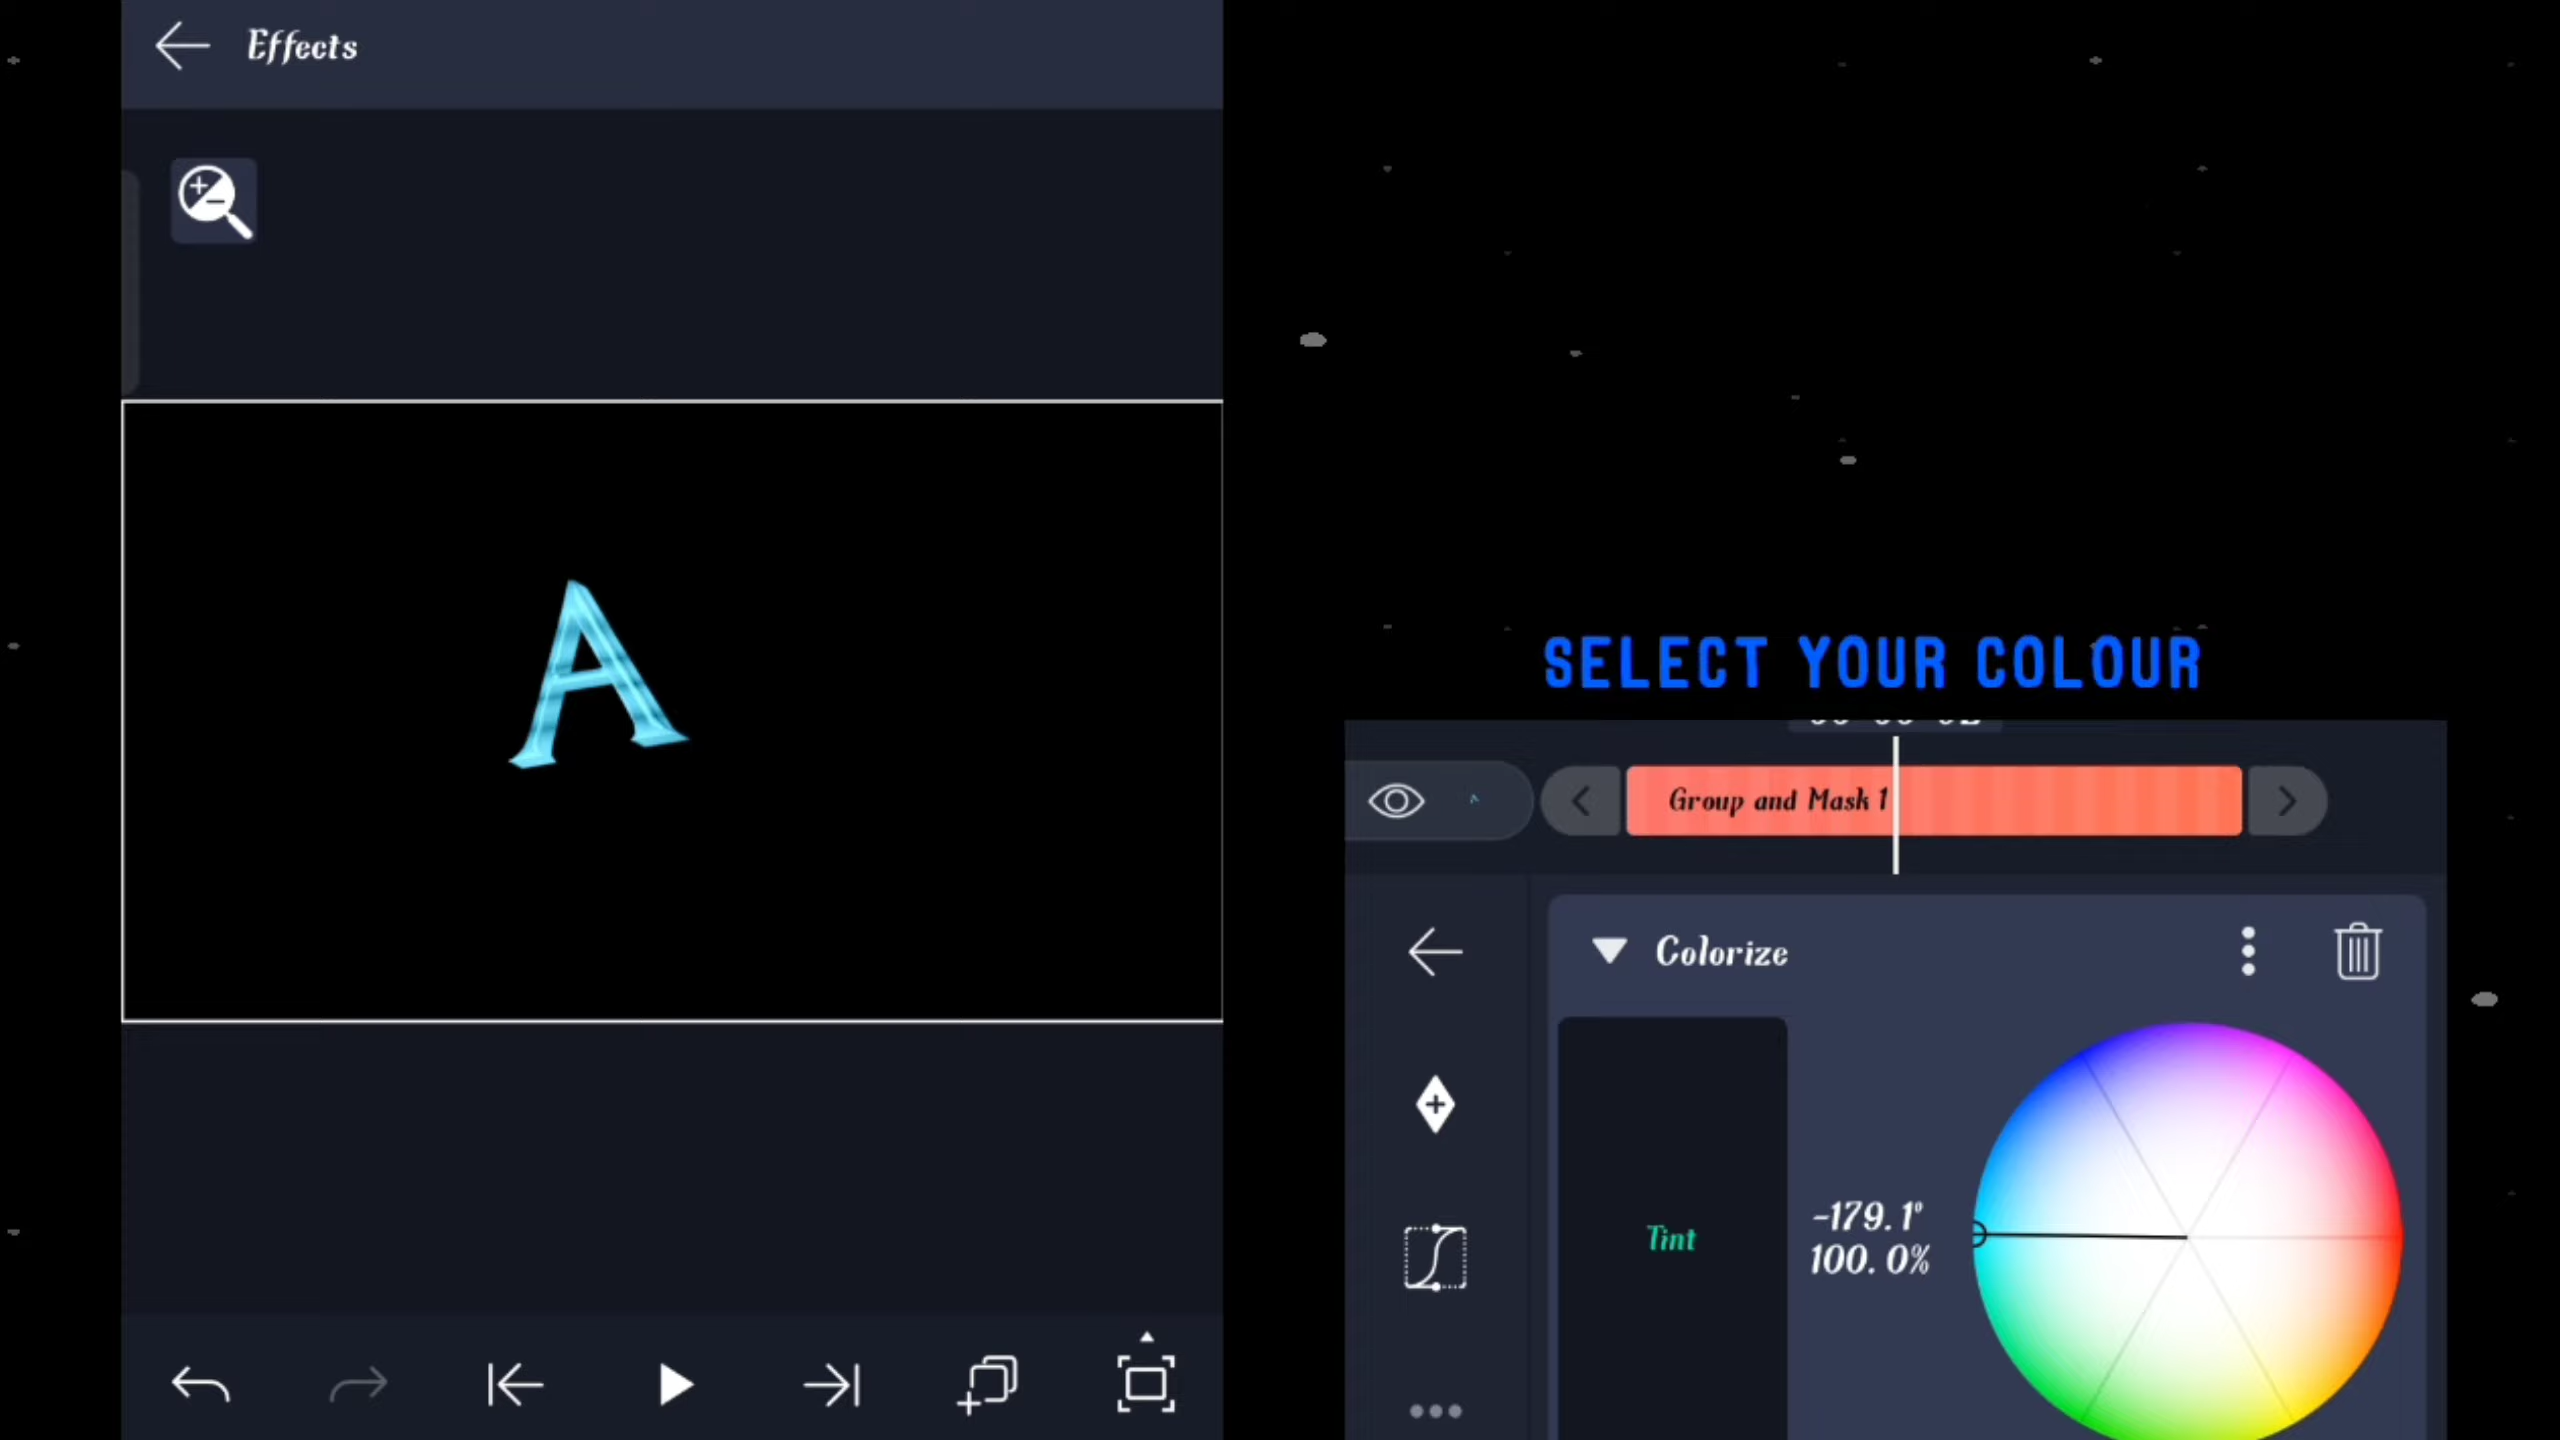 Effects
A
SELECT YOUR COLOUR
Group and Mask 1
Colorize
Tint
-179.1°
100.0%